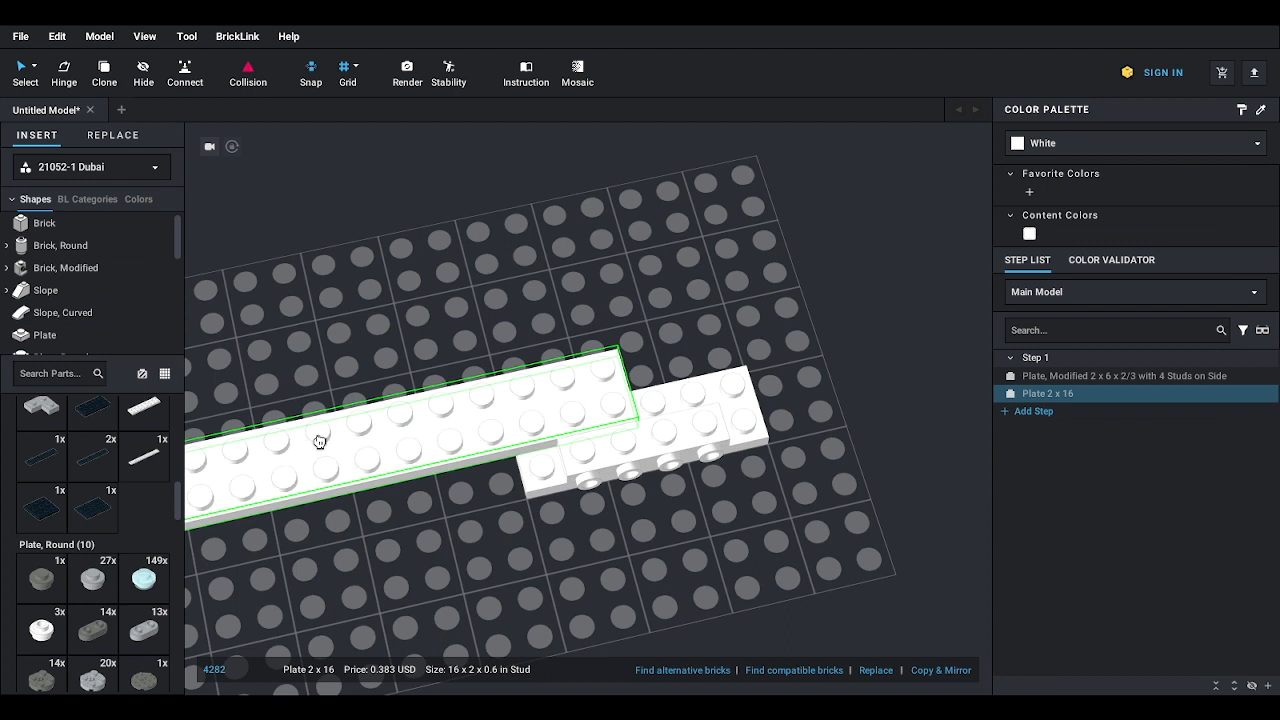 File Edit Model View Tool BrickLink Help
Select Hinge Clone Hide Connect Collision Snap Grid Render Stability Instruction Mosaic SIGN IN
Untitled Model*
INSERT REPLACE
21052-1 Dubai
Shapes BL Categories Colors
Brick
Brick, Round
Brick, Modified
Slope
Slope, Curved
Plate
Search Parts...
1x 2x 1x
1x 1x
Plate, Round (10)
1x 27x 149x
3x 14x 13x
14x 20x 1x
4282 Plate 2 x 16 Price: 0.383 USD Size: 16 x 2 x 0.6 in Stud
Find alternative bricks | Find compatible bricks | Replace | Copy & Mirror
COLOR PALETTE
White
Favorite Colors
Content Colors
STEP LIST COLOR VALIDATOR
Main Model
Search...
Step 1
Plate, Modified 2 x 6 x 2/3 with 4 Studs on Side
Plate 2 x 16
+ Add Step